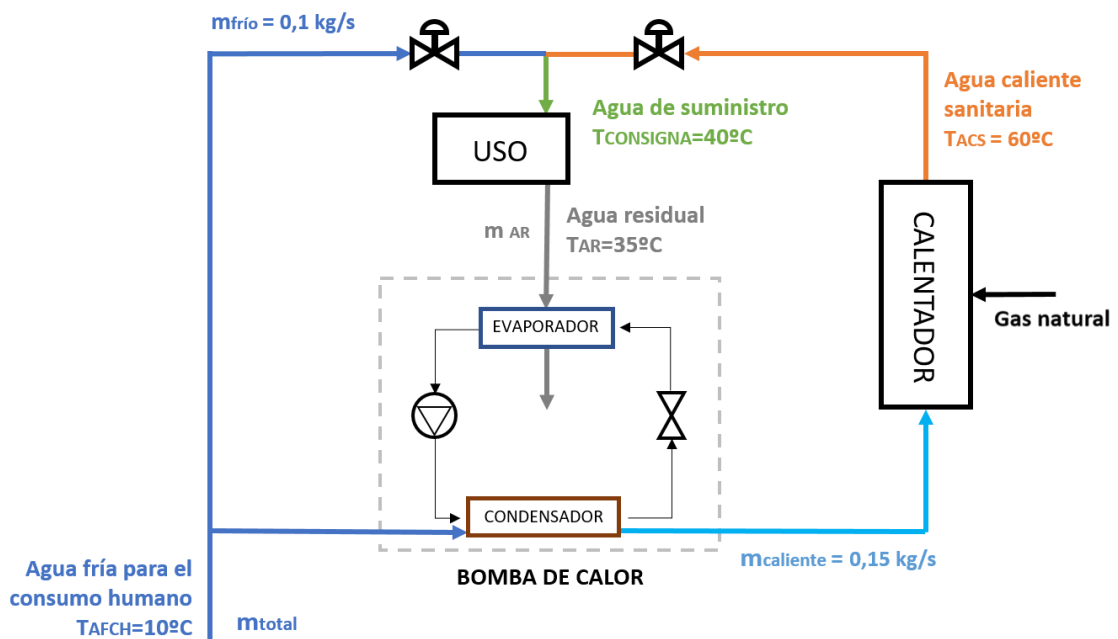 mfrío = 0,1 kg/s
Agua caliente
sanitaria
TACS = 60ºC
Agua de suministro
TCONSIGNA=40ºC
USO
m AR
Agua residual
TAR=35ºC
CALENTADOR
Gas natural
EVAPORADOR
CONDENSADOR
BOMBA DE CALOR
mcaliente = 0,15 kg/s
Agua fría para el
consumo humano
TAFCH=10ºC
mtotal